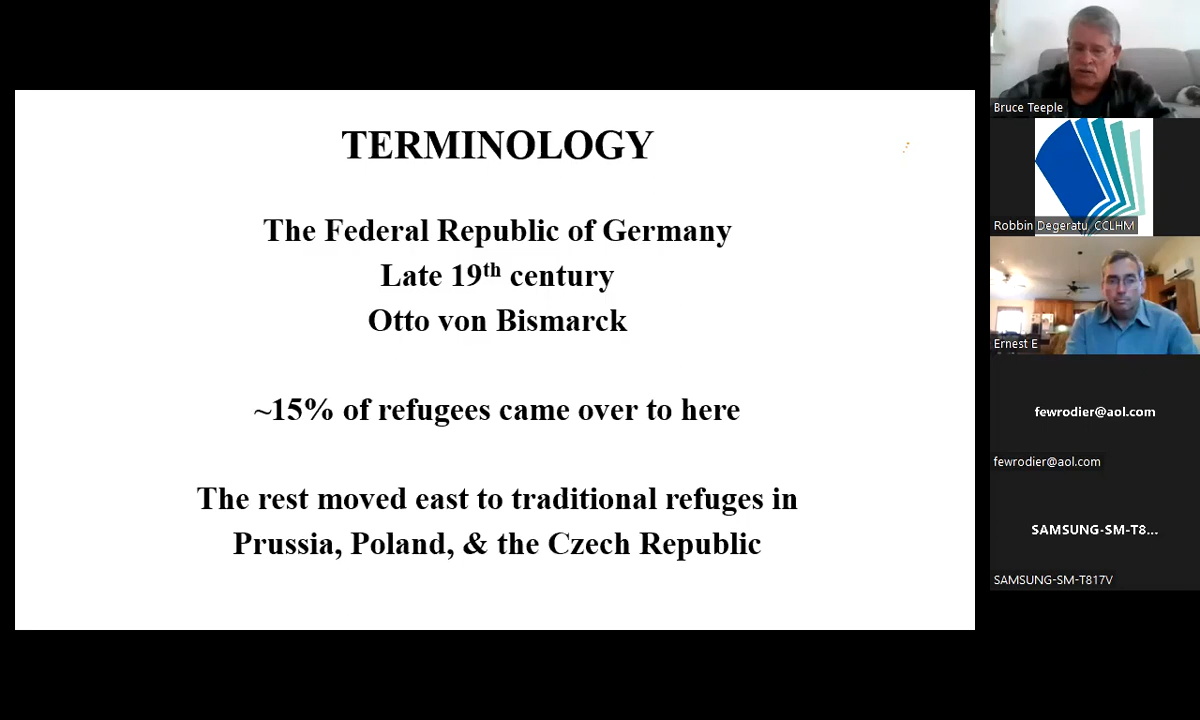 TERMINOLOGY
The Federal Republic of Germany
Late 19th century
Otto von Bismarck
~15% of refugees came over to here
The rest moved east to traditional refuges in
Prussia, Poland, & the Czech Republic
Bruce Teeple
Robbin Degeratu, CCLHM
Ernest E
fewrodier@aol.com
fewrodier@aol.com
SAMSUNG-SM-T8...
SAMSUNG-SM-T817V